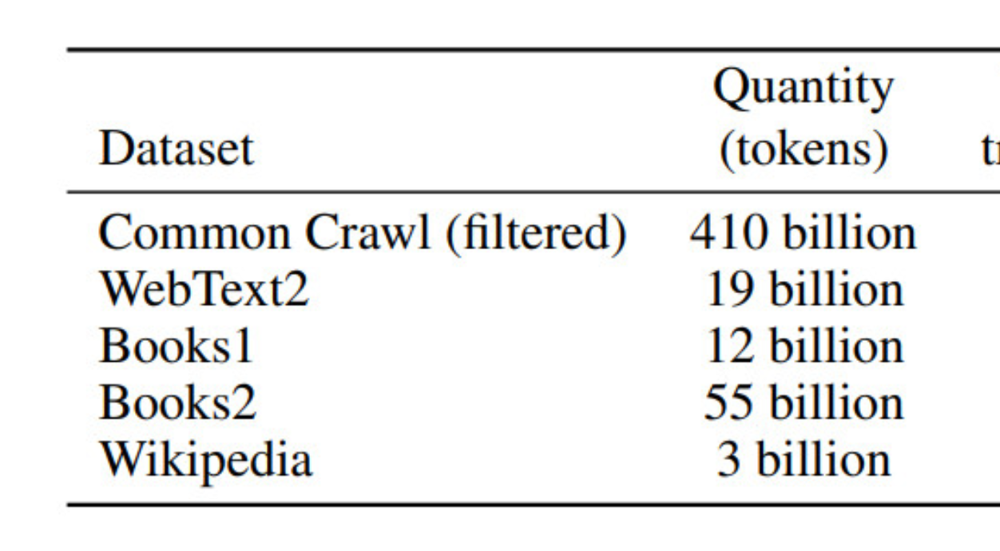 Quantity
Dataset (tokens)
Common Crawl (filtered) 410 billion
WebText2 19 billion
Books1 12 billion
Books2 55 billion
Wikipedia 3 billion